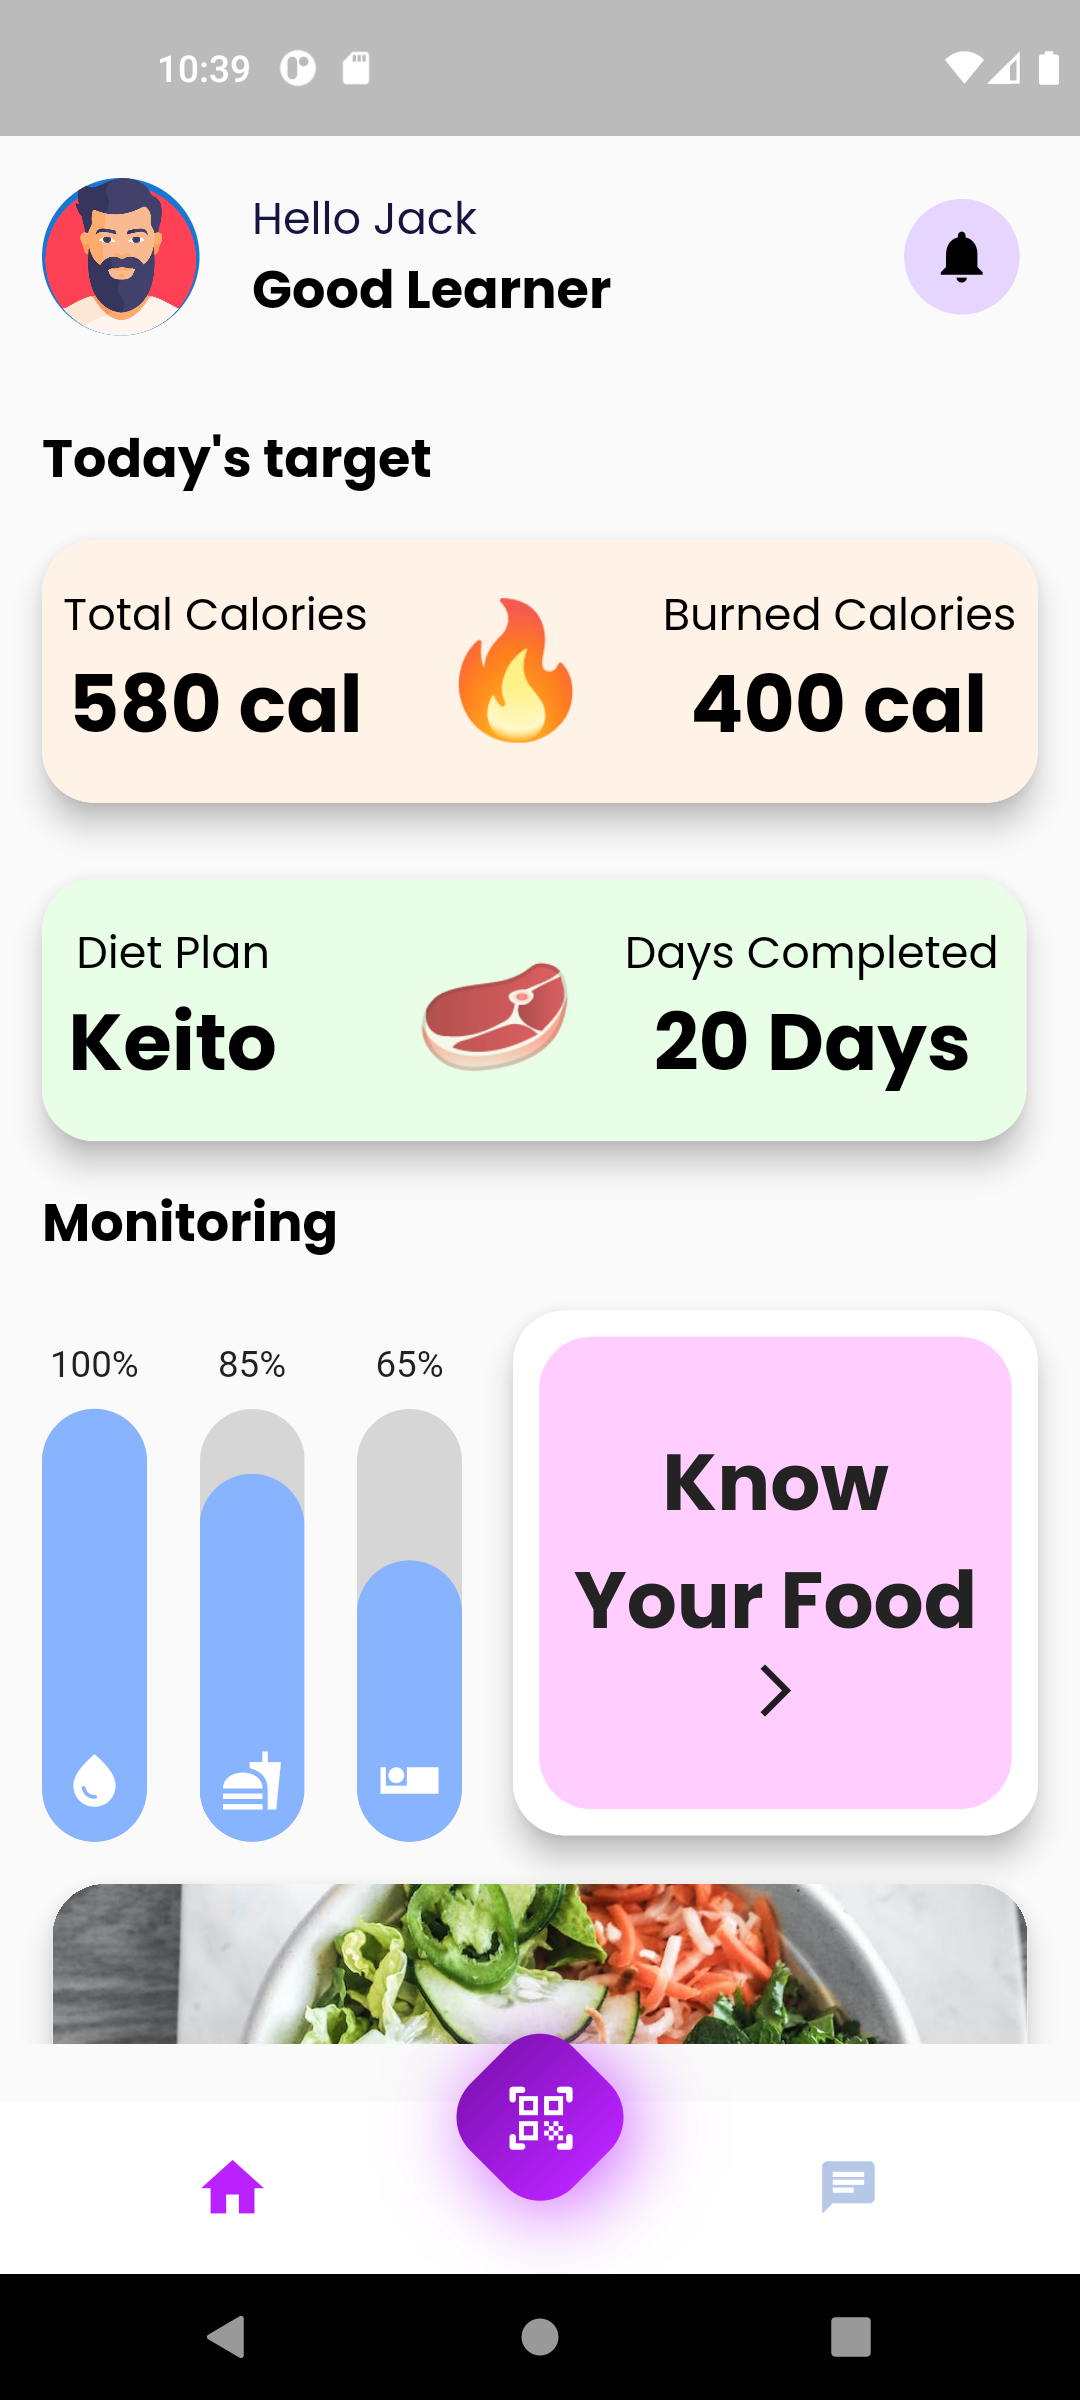 10:39
Hello Jack
Good Learner
Today's target
Total Calories
580 cal
Burned Calories
400 cal
Diet Plan
Keito
Days Completed
20 Days
Monitoring
100%
85%
65%
Know
Your Food